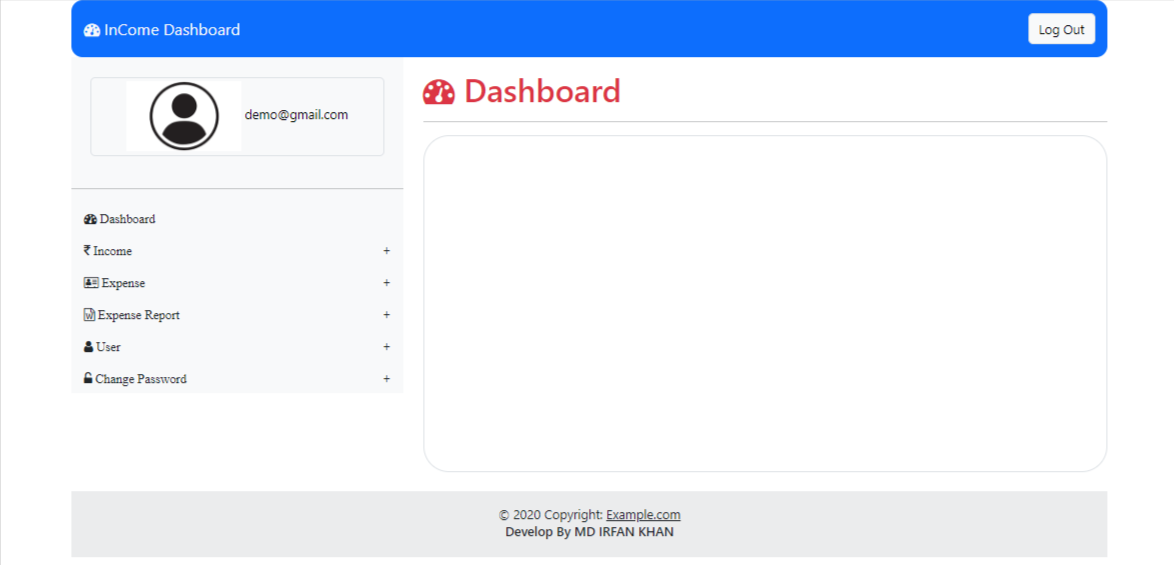 InCome Dashboard
Log Out
demo@gmail.com
Dashboard
Dashboard
₹ Income +
Expense +
Expense Report +
User +
Change Password +
© 2020 Copyright: Example.com
Develop By MD IRFAN KHAN